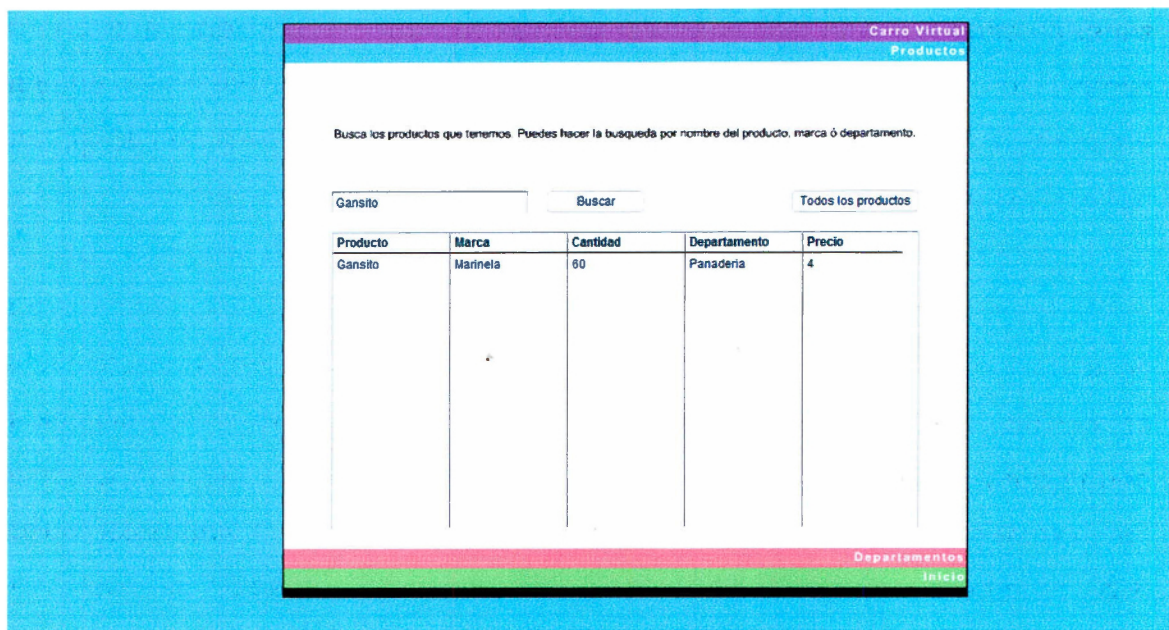 Carro Virtual
Productos
Busca los productos que tenemos. Puedes hacer la busqueda por nombre del producto, marca ó departamento.
Gansito Buscar Todos los productos
Producto Marca Cantidad Departamento Precio
Gansito Marinela 60 Panaderia 4
Departamentos
Inicio